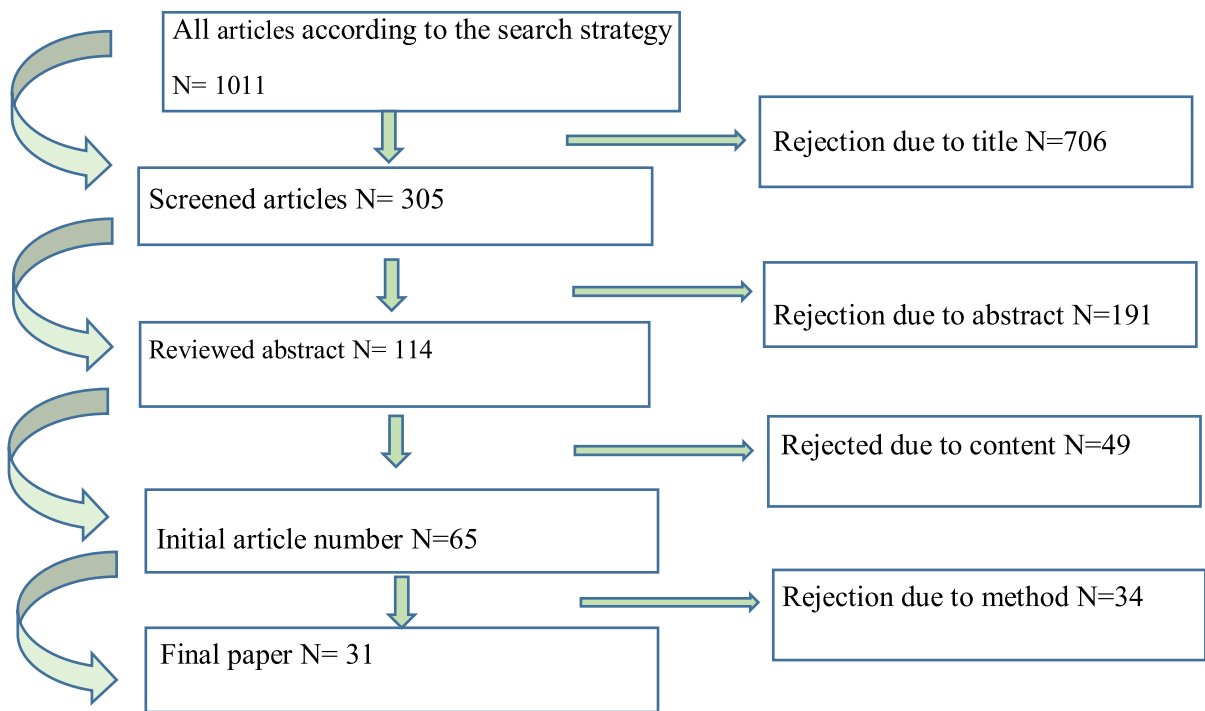 All articles according to the search strategy
N= 1011
Rejection due to title N=706
Screened articles N= 305
Rejection due to abstract N=191
Reviewed abstract N= 114
Rejected due to content N=49
Initial article number N=65
Rejection due to method N=34
Final paper N= 31